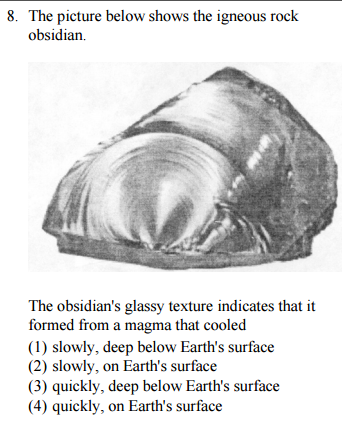 8. The picture below shows the igneous rock
obsidian.
The obsidian's glassy texture indicates that it
formed from a magma that cooled
(1) slowly, deep below Earth's surface
(2) slowly, on Earth's surface
(3) quickly, deep below Earth's surface
(4) quickly, on Earth's surface